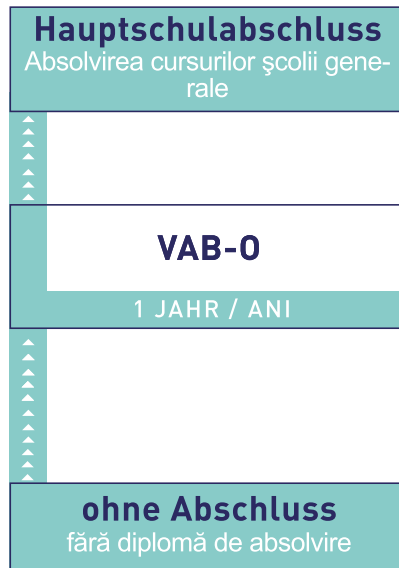 Hauptschulabschluss
Absolvirea cursurilor şcolii gene-
rale
VAB-O
1 JAHR / ANI
ohne Abschluss
fără diplomă de absolvire